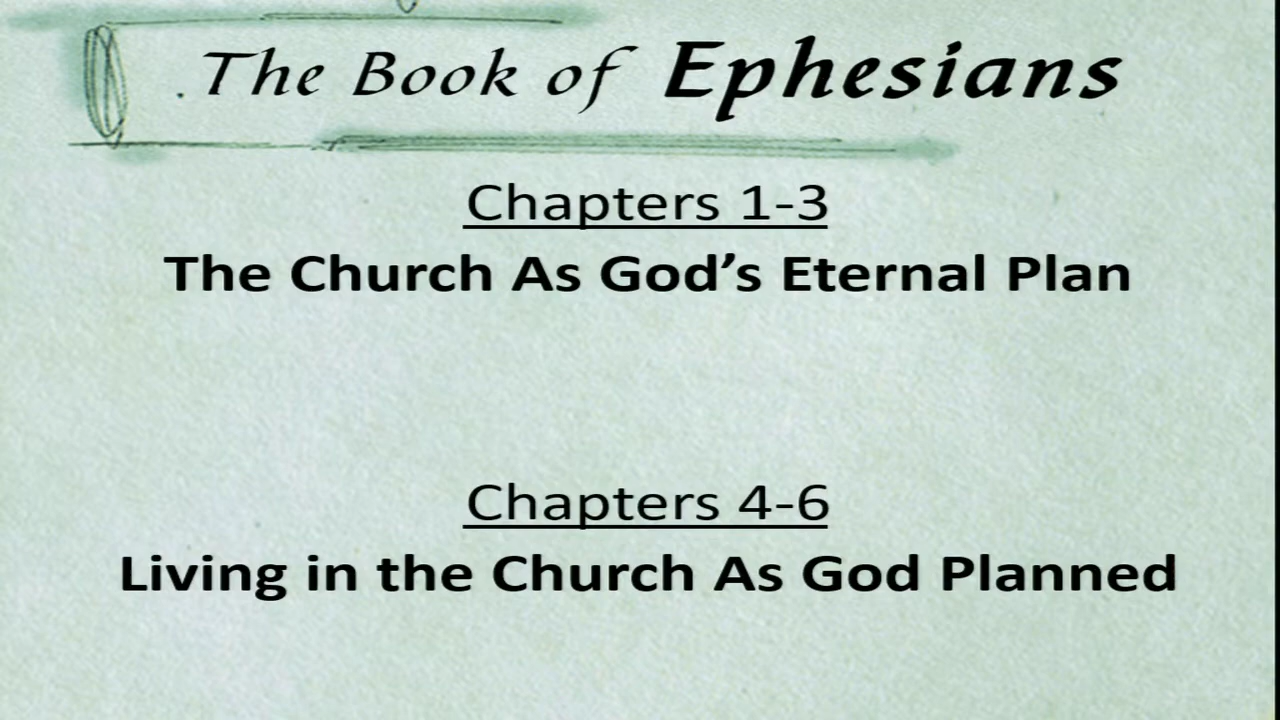 The Book of Ephesians
Chapters 1-3
The Church As God’s Eternal Plan
Chapters 4-6
Living in the Church As God Planned